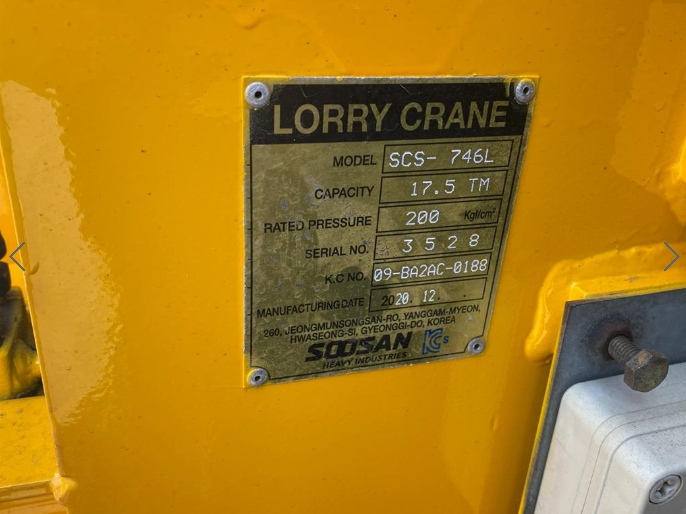 LORRY CRANE
MODEL SCS- 746L
CAPACITY 17.5 TM
RATED PRESSURE 200 Kgf/cm²
SERIAL NO. 3528
K.C NO. 09-BA2AC-0188
MANUFACTURING DATE 2020. 12.
260, JEONGMUNSONGSAN-RO, YANGGAM-MYEON,
HWASEONG-SI, GYEONGGI-DO, KOREA
SOOSAN
HEAVY INDUSTRIES
KCs